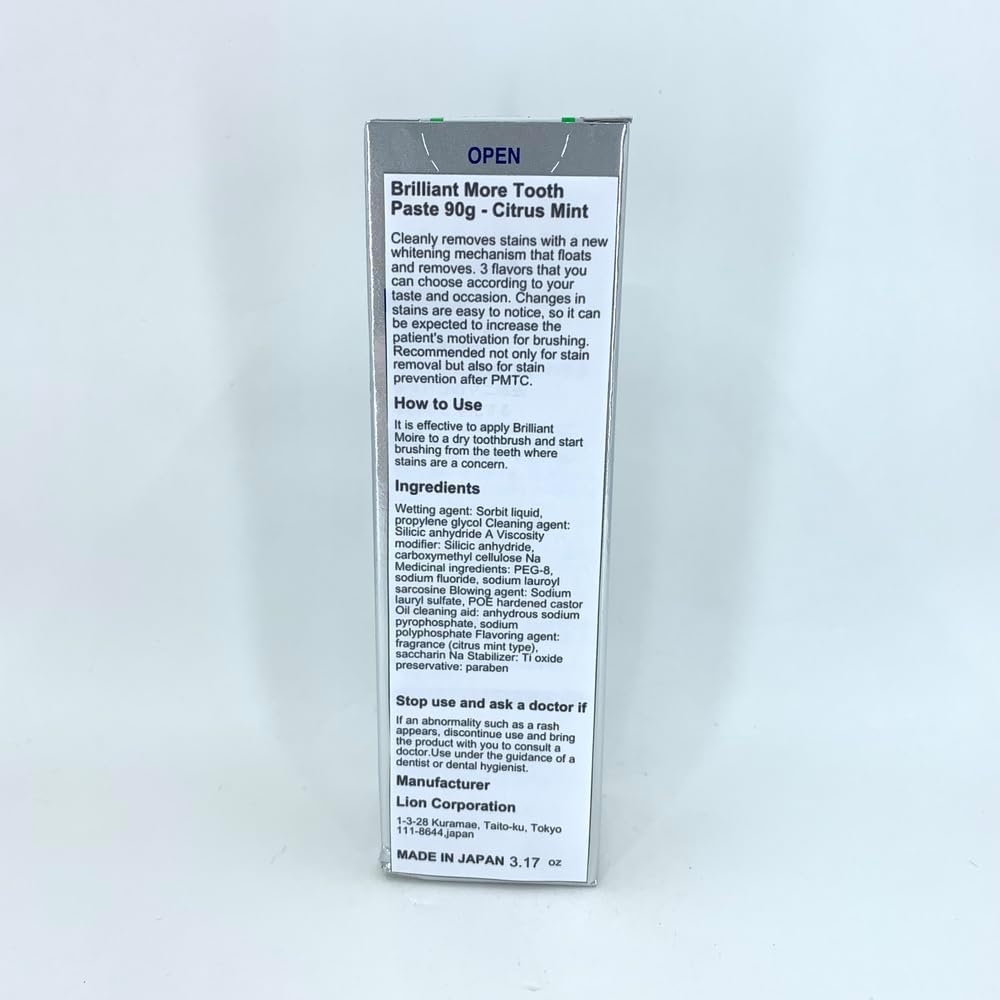 OPEN
Brilliant More Tooth
Paste 90g - Citrus Mint
Cleanly removes stains with a new
whitening mechanism that floats
and removes. 3 flavors that you
can choose according to your
taste and occasion. Changes in
stains are easy to notice, so it can
be expected to increase the
patient's motivation for brushing.
Recommended not only for stain
removal but also for stain
prevention after PMTC.
How to Use
It is effective to apply Brilliant
Moire to a dry toothbrush and start
brushing from the teeth where
stains are a concern.
Ingredients
Wetting agent: Sorbit liquid,
propylene glycol Cleaning agent:
Silicic anhydride A Viscosity
modifier: Silicic anhydride,
carboxymethyl cellulose Na
Medicinal ingredients: PEG-8,
sodium fluoride, sodium lauroyl
sarcosine Blowing agent: Sodium
lauryl sulfate, POE hardened castor
Oil cleaning aid: anhydrous sodium
pyrophosphate, sodium
polyphosphate Flavoring agent:
fragrance (citrus mint type),
saccharin Na Stabilizer: Ti oxide
preservative: paraben
Stop use and ask a doctor if
If an abnormality such as a rash
appears, discontinue use and bring
the product with you to consult a
doctor.Use under the guidance of a
dentist or dental hygienist.
Manufacturer
Lion Corporation
1-3-28 Kuramae, Taito-ku, Tokyo
111-8644,japan
MADE IN JAPAN 3.17 oz